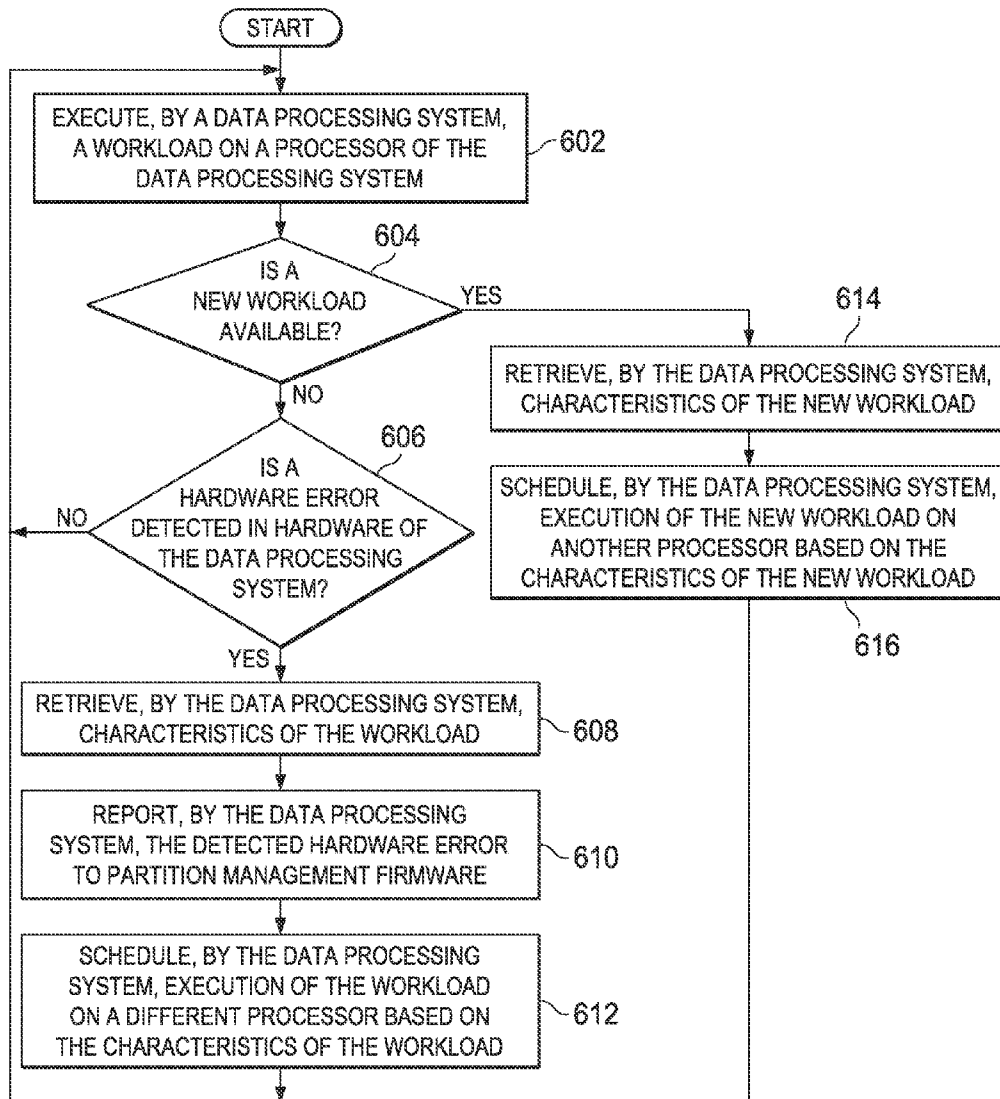 START
EXECUTE, BY A DATA PROCESSING SYSTEM,
A WORKLOAD ON A PROCESSOR OF THE
DATA PROCESSING SYSTEM
602
604
IS A
NEW WORKLOAD
AVAILABLE?
YES
NO
614
RETRIEVE, BY THE DATA PROCESSING SYSTEM,
CHARACTERISTICS OF THE NEW WORKLOAD
606
IS A
HARDWARE ERROR
DETECTED IN HARDWARE OF
THE DATA PROCESSING
SYSTEM?
NO
YES
SCHEDULE, BY THE DATA PROCESSING SYSTEM,
EXECUTION OF THE NEW WORKLOAD ON
ANOTHER PROCESSOR BASED ON THE
CHARACTERISTICS OF THE NEW WORKLOAD
616
RETRIEVE, BY THE DATA PROCESSING SYSTEM,
CHARACTERISTICS OF THE WORKLOAD
608
REPORT, BY THE DATA PROCESSING
SYSTEM, THE DETECTED HARDWARE ERROR
TO PARTITION MANAGEMENT FIRMWARE
610
SCHEDULE, BY THE DATA PROCESSING
SYSTEM, EXECUTION OF THE WORKLOAD
ON A DIFFERENT PROCESSOR BASED ON
THE CHARACTERISTICS OF THE WORKLOAD
612